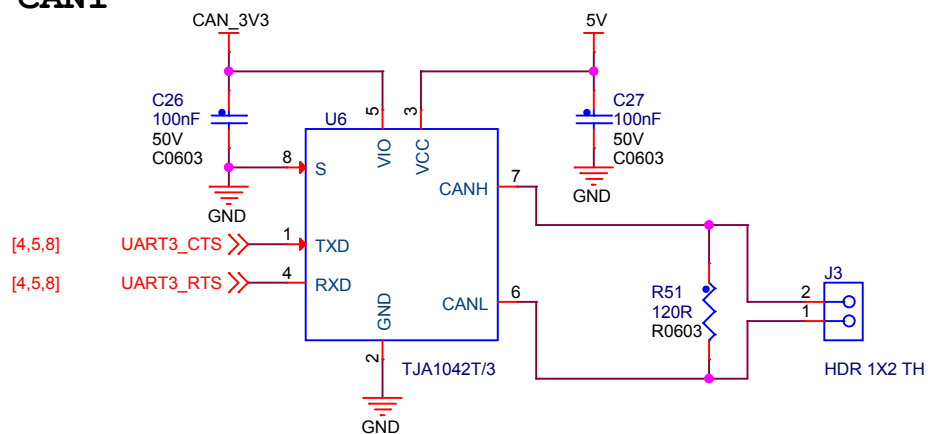 CAN1
CAN_3V3
5V
C26
100nF
50V
C0603
C27
100nF
50V
C0603
U6
5
3
VIO
VCC
8
S
7
CANH
GND
GND
[4,5,8]
UART3_CTS
1
TXD
[4,5,8]
UART3_RTS
4
RXD
GND
6
CANL
2
TJA1042T/3
GND
R51
120R
R0603
J3
2
1
HDR 1X2 TH